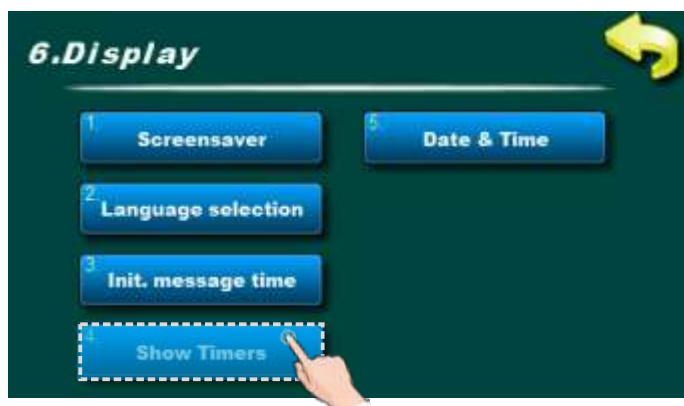 6.Display
1.
Screensaver
2.
Language selection
3.
Init. message time
4.
Show Timers
5.
Date & Time